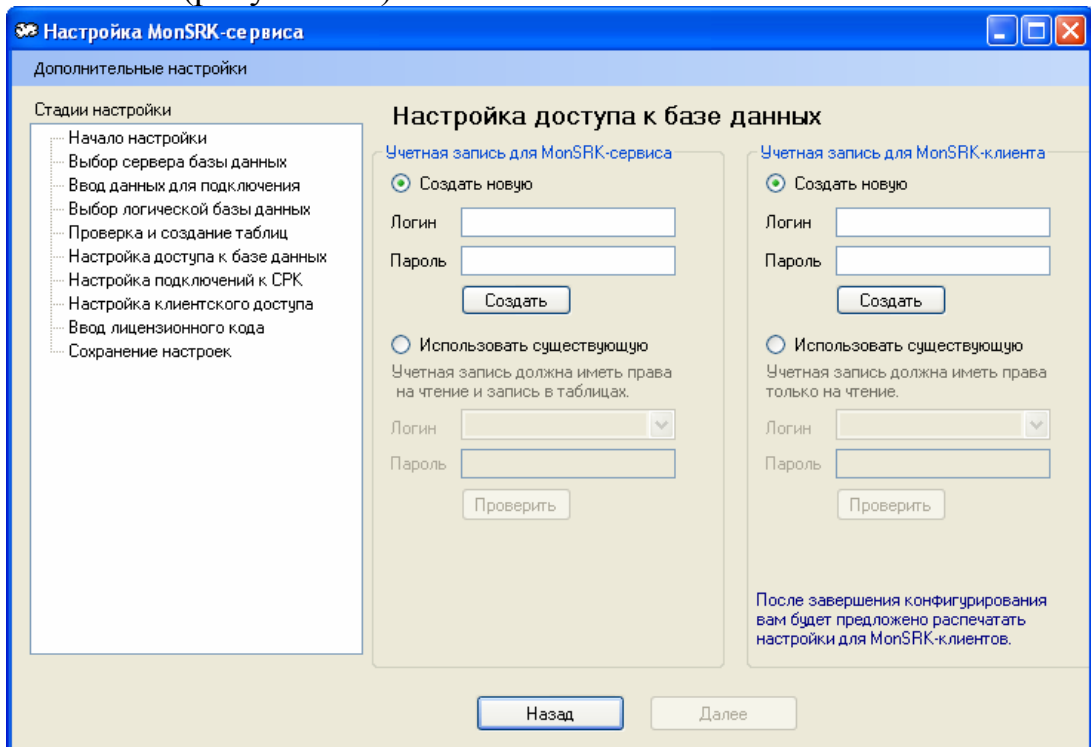 Настройка MonSRK-сервиса
Дополнительные настройки
Стадии настройки
Начало настройки
Выбор сервера базы данных
Ввод данных для подключения
Выбор логической базы данных
Проверка и создание таблиц
Настройка доступа к базе данных
Настройка подключений к СРК
Настройка клиентского доступа
Ввод лицензионного кода
Сохранение настроек
Настройка доступа к базе данных
Учетная запись для MonSRK-сервиса
Создать новую
Логин
Пароль
Создать
Использовать существующую
Учетная запись должна иметь права
на чтение и запись в таблицах.
Логин
Пароль
Проверить
Учетная запись для MonSRK-клиента
Создать новую
Логин
Пароль
Создать
Использовать существующую
Учетная запись должна иметь права
только на чтение.
Логин
Пароль
Проверить
После завершения конфигурирования
вам будет предложено распечатать
настройки для MonSRK-клиентов.
Назад
Далее